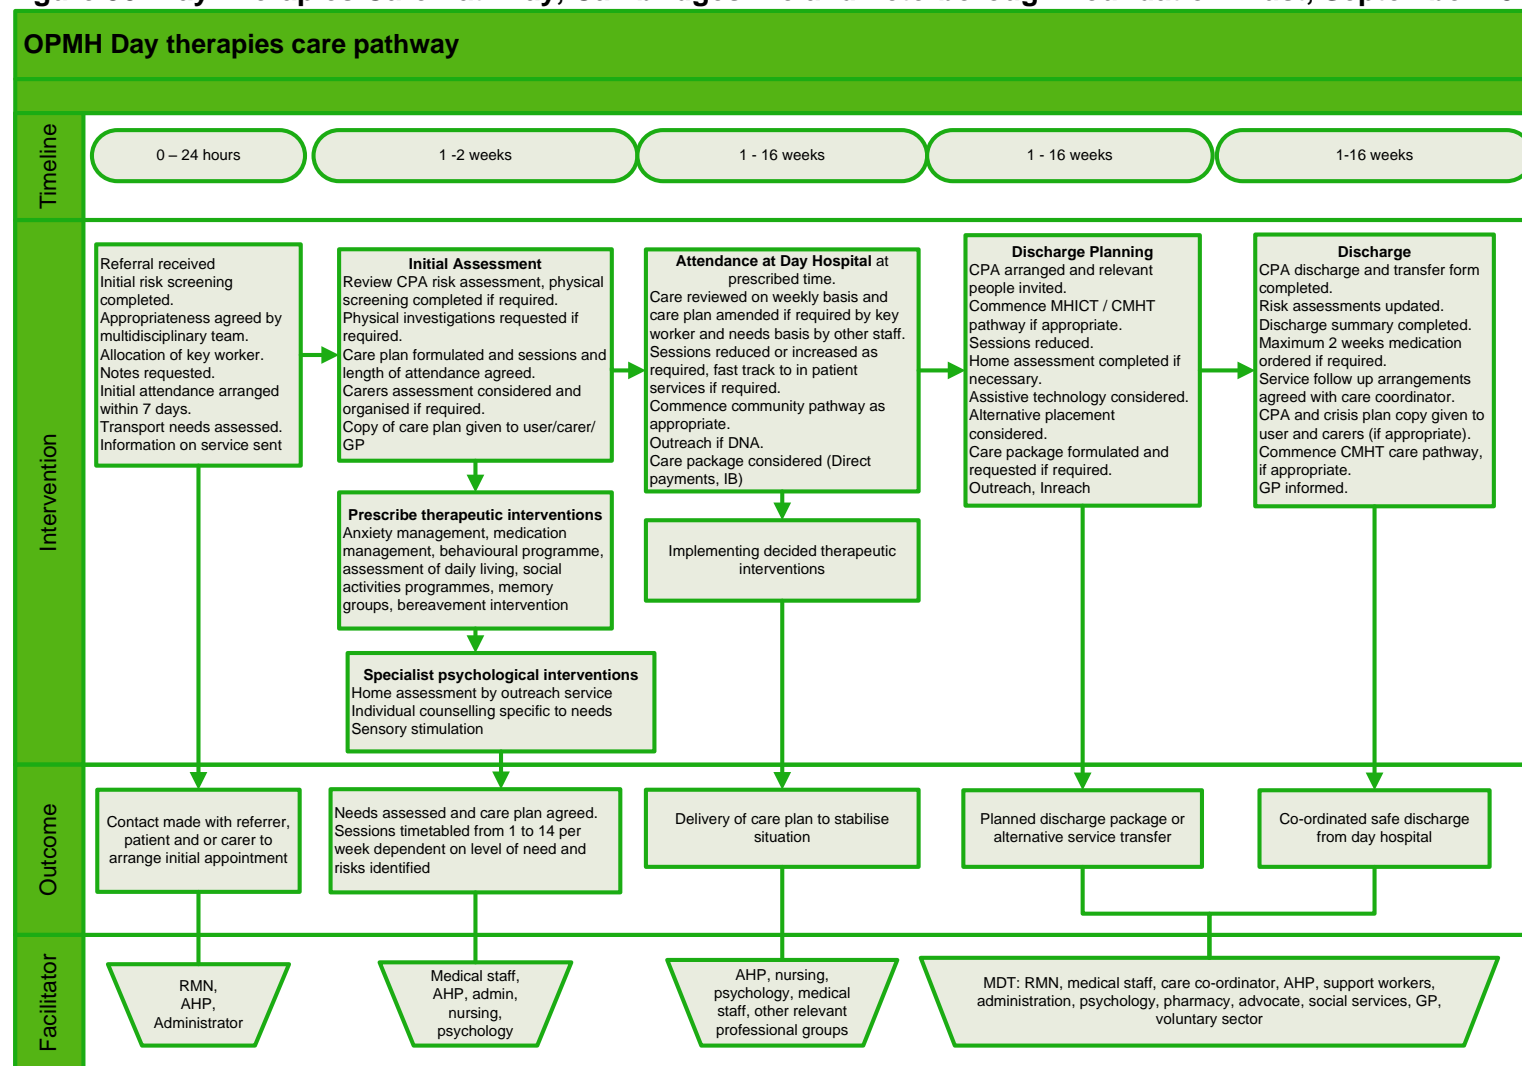 OPMH Day therapies care pathway
Timeline
0 – 24 hours
1 -2 weeks
1 - 16 weeks
1 - 16 weeks
1-16 weeks
Intervention
Referral received
Initial risk screening
completed.
Appropriateness agreed by
multidisciplinary team.
Allocation of key worker.
Notes requested.
Initial attendance arranged
within 7 days.
Transport needs assessed.
Information on service sent
Initial Assessment
Review CPA risk assessment, physical
screening completed if required.
Physical investigations requested if
required.
Care plan formulated and sessions and
length of attendance agreed.
Carers assessment considered and
organised if required.
Copy of care plan given to user/carer/
GP
Prescribe therapeutic interventions
Anxiety management, medication
management, behavioural programme,
assessment of daily living, social
activities programmes, memory
groups, bereavement intervention
Specialist psychological interventions
Home assessment by outreach service
Individual counselling specific to needs
Sensory stimulation
Attendance at Day Hospital at
prescribed time.
Care reviewed on weekly basis and
care plan amended if required by key
worker and needs basis by other staff.
Sessions reduced or increased as
required, fast track to in patient
services if required.
Commence community pathway as
appropriate.
Outreach if DNA.
Care package considered (Direct
payments, IB)
Implementing decided therapeutic
interventions
Discharge Planning
CPA arranged and relevant
people invited.
Commence MHICT / CMHT
pathway if appropriate.
Sessions reduced.
Home assessment completed if
necessary.
Assistive technology considered.
Alternative placement
considered.
Care package formulated and
requested if required.
Outreach, Inreach
Discharge
CPA discharge and transfer form
completed.
Risk assessments updated.
Discharge summary completed.
Maximum 2 weeks medication
ordered if required.
Service follow up arrangements
agreed with care coordinator.
CPA and crisis plan copy given to
user and carers (if appropriate).
Commence CMHT care pathway,
if appropriate.
GP informed.
Outcome
Contact made with referrer,
patient and or carer to
arrange initial appointment
Needs assessed and care plan agreed.
Sessions timetabled from 1 to 14 per
week dependent on level of need and
risks identified
Delivery of care plan to stabilise
situation
Planned discharge package or
alternative service transfer
Co-ordinated safe discharge
from day hospital
Facilitator
RMN,
AHP,
Administrator
Medical staff,
AHP, admin,
nursing,
psychology
AHP, nursing,
psychology, medical
staff, other relevant
professional groups
MDT: RMN, medical staff, care co-ordinator, AHP, support workers,
administration, psychology, pharmacy, advocate, social services, GP,
voluntary sector